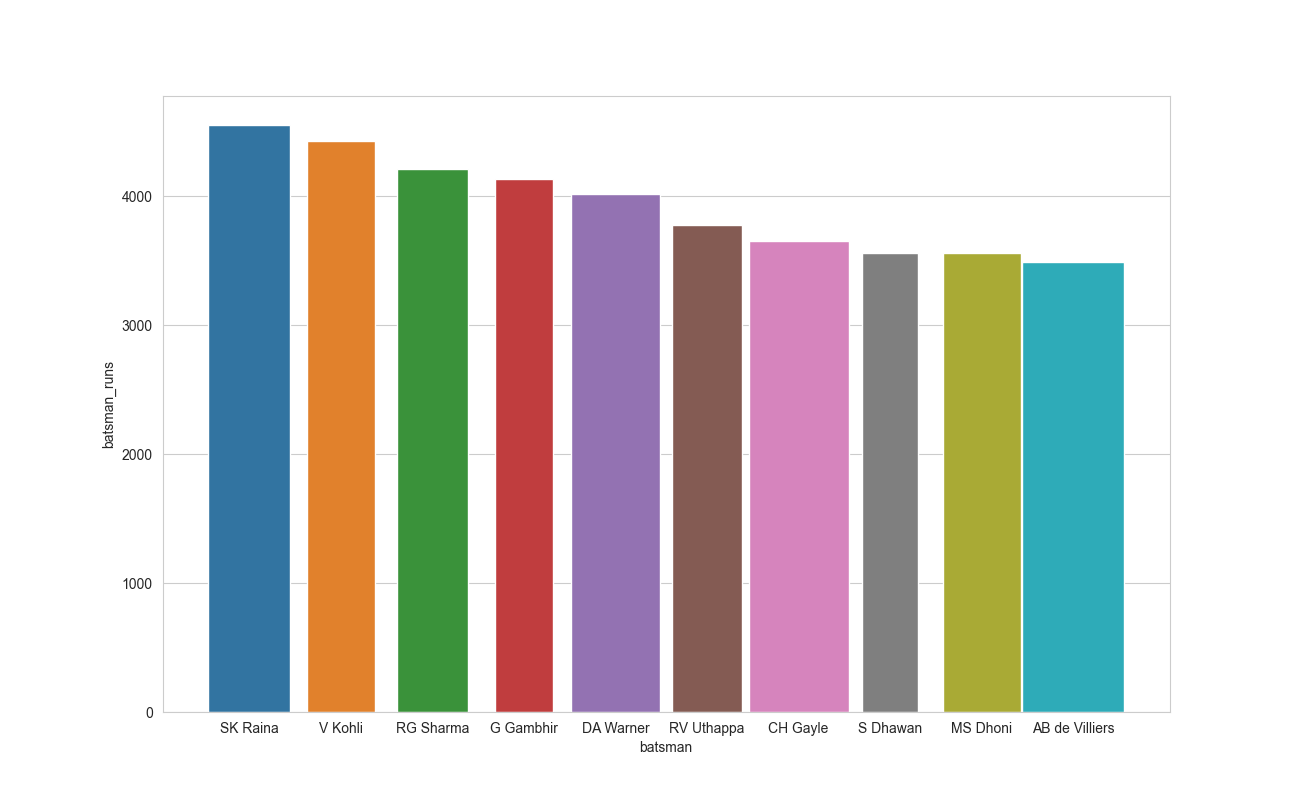 4000
3000
2000
1000
0
batsman_runs
SK Raina V Kohli RG Sharma G Gambhir DA Warner RV Uthappa CH Gayle S Dhawan MS Dhoni AB de Villiers
batsman